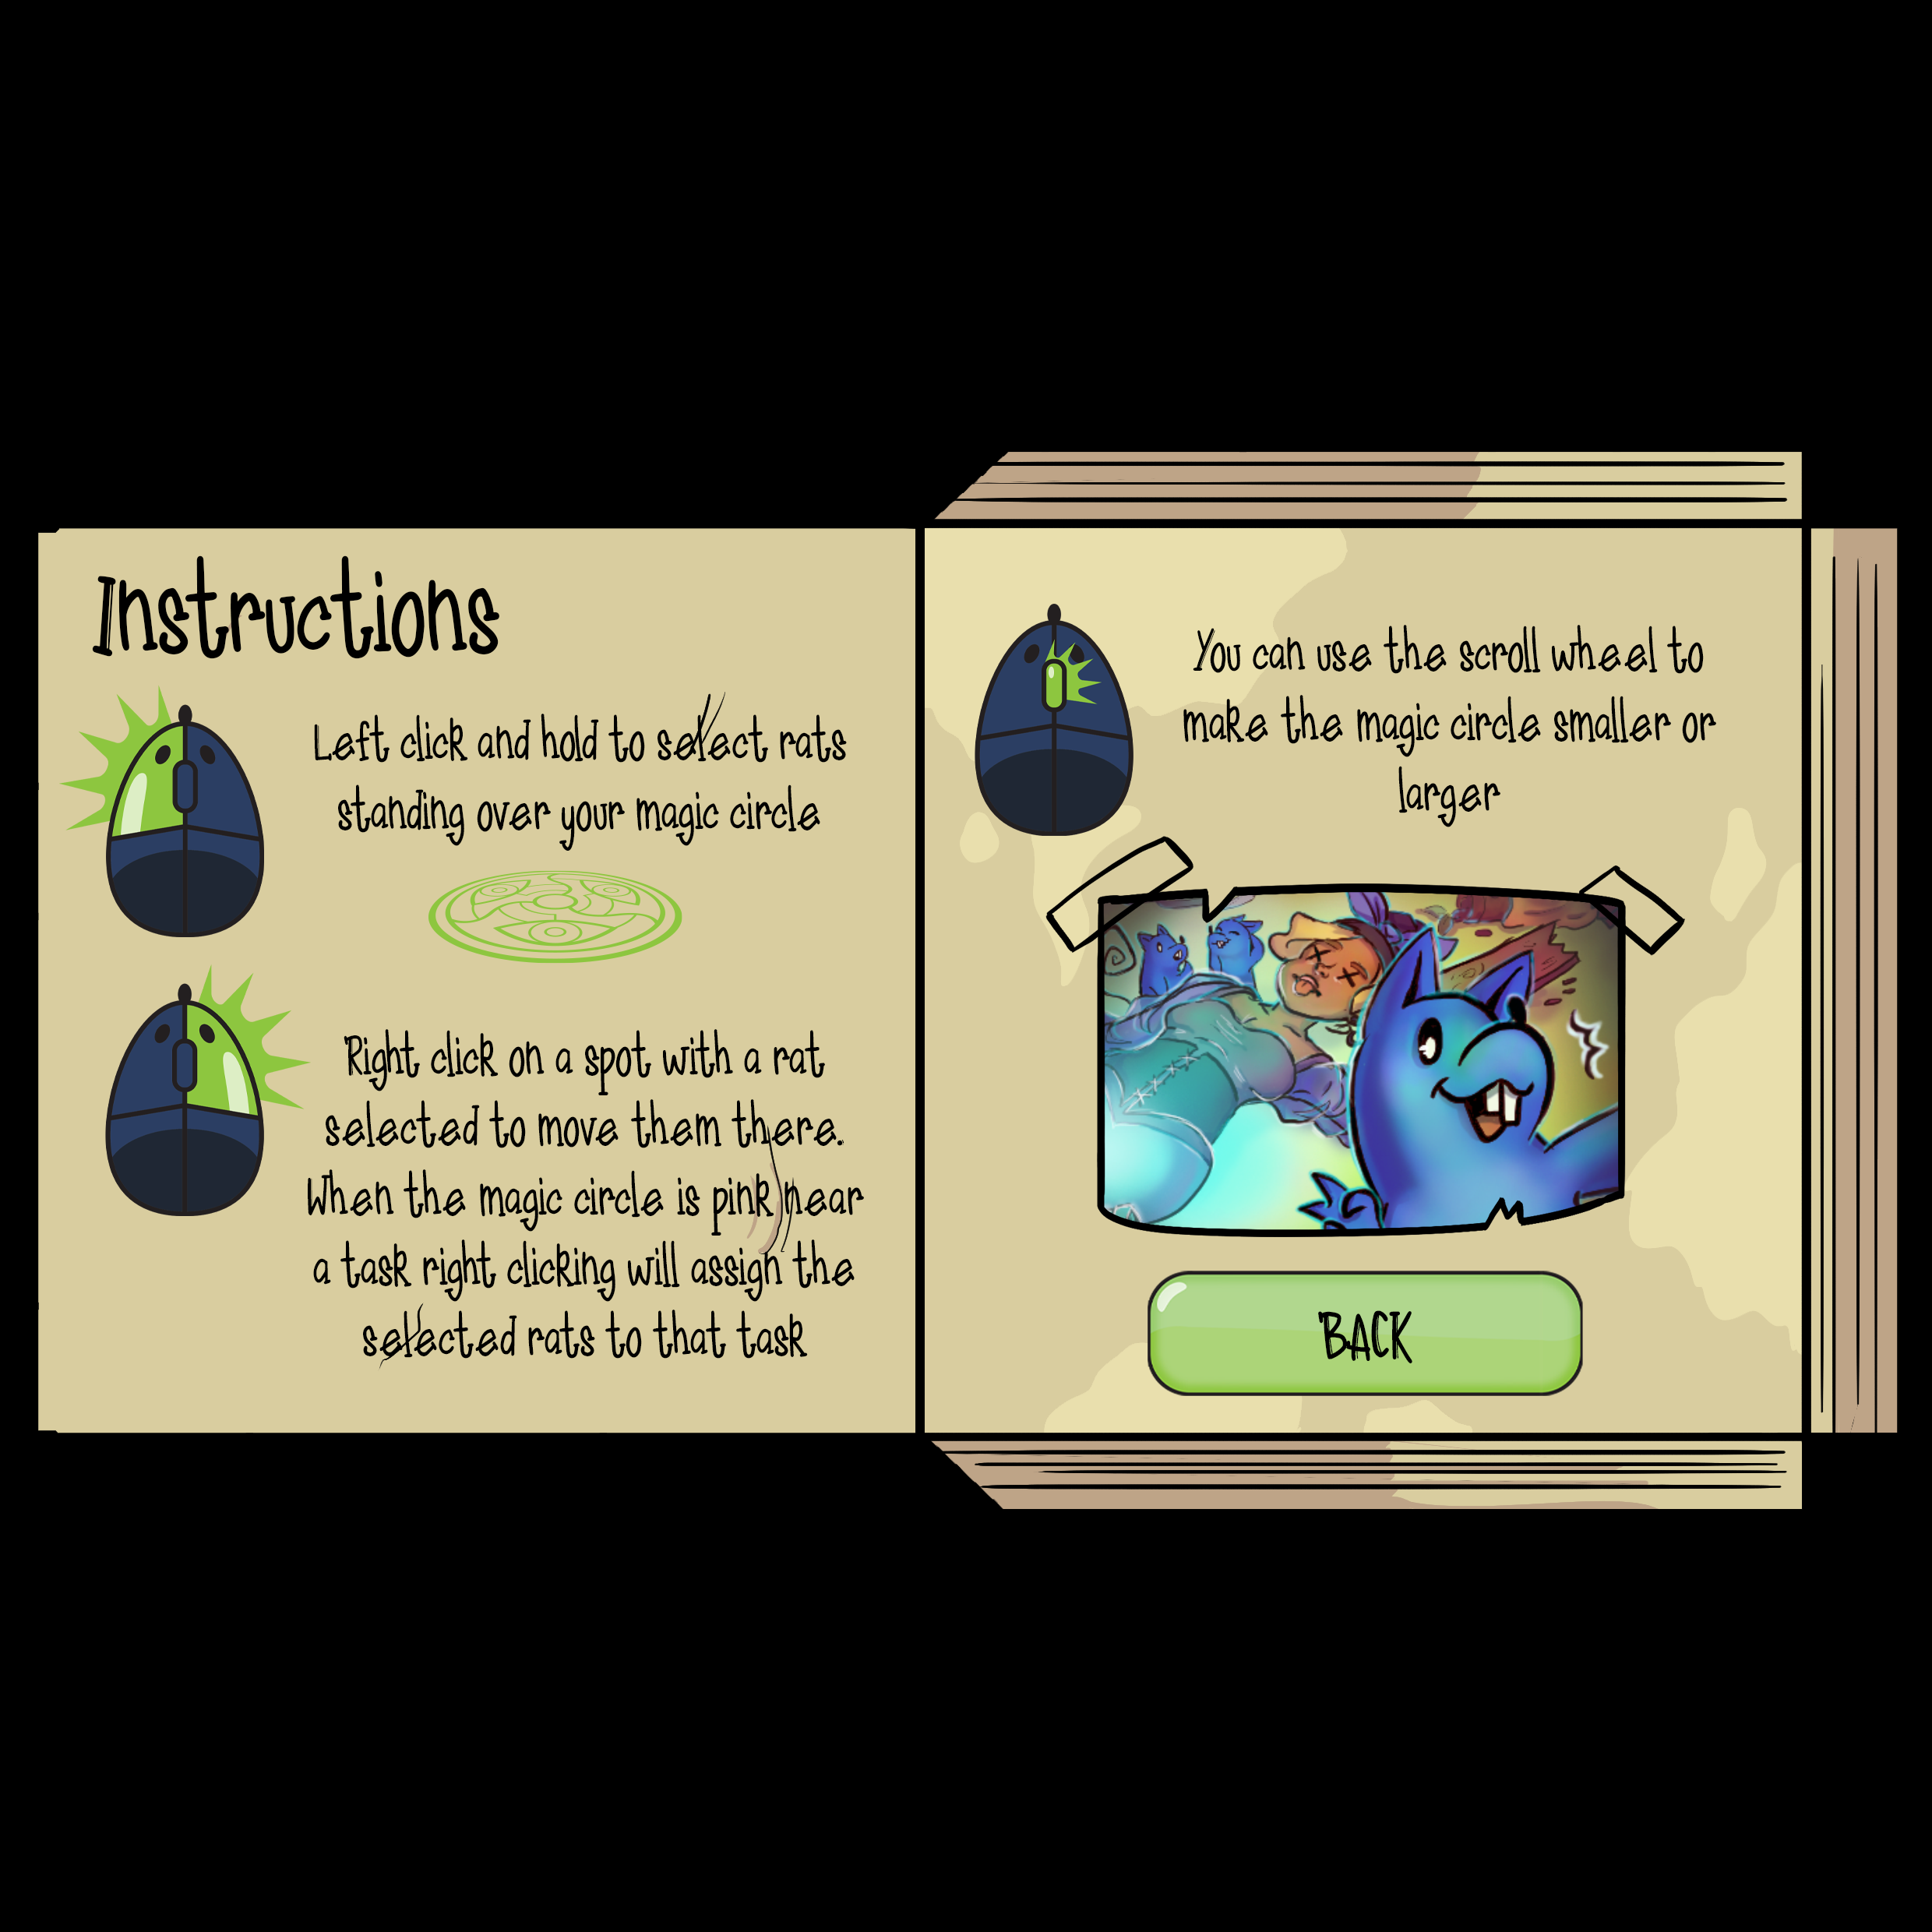 Instructions
Left click and hold to select rats
standing over your magic circle
Right click on a spot with a rat
selected to move them there.
When the magic circle is pink near
a task right clicking will assign the
selected rats to that task
You can use the scroll wheel to
make the magic circle smaller or
larger
BACK